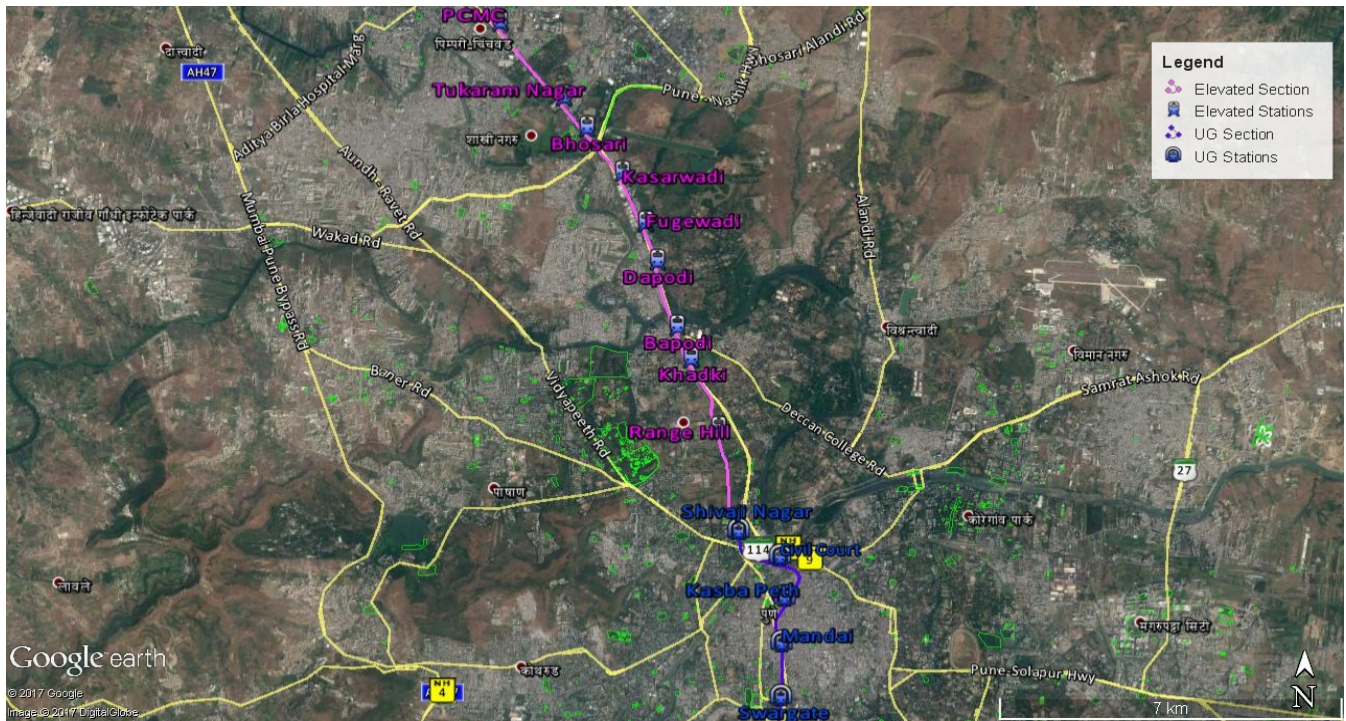 PCMC
पिम्परी-चिंचवड
दारवादी
AH47
Aditya Birla Hospital Marg
Bhosari Alandi Rd
Pune - Nashik Hwy
Legend
Elevated Section
Elevated Stations
UG Section
UG Stations
Tukaram Nagar
शास्त्री नगर
Bhosari
Aundh - Ravet Rd
Kasarwadi
Mumbai Pune Bypass Rd
Wakad Rd
Alandi Rd
Fugewadi
Dapodi
Bapodi
Khadki
विमान नगर
Samrat Ashok Rd
Baner Rd
Vidyapeeth Rd
Deccan College Rd
Range Hill
27
पाषाण
Shivaji Nagar
कोरेगांव पार्क
114
NH
9
Civil Court
लावले
Kasba Peth
पुणे
Mandai
मगरपट्टा सिटी
Google earth
कोथरुड
Pune-Solapur Hwy
© 2017 Google
Image © 2017 DigitalGlobe
NH
4
Swargate
7 km
N